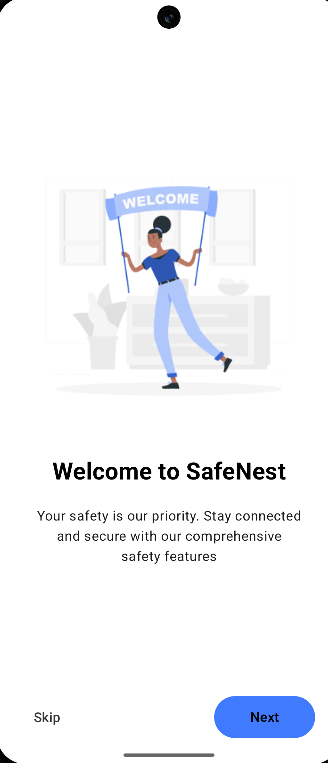 WELCOME
Welcome to SafeNest
Your safety is our priority. Stay connected
and secure with our comprehensive
safety features
Skip
Next